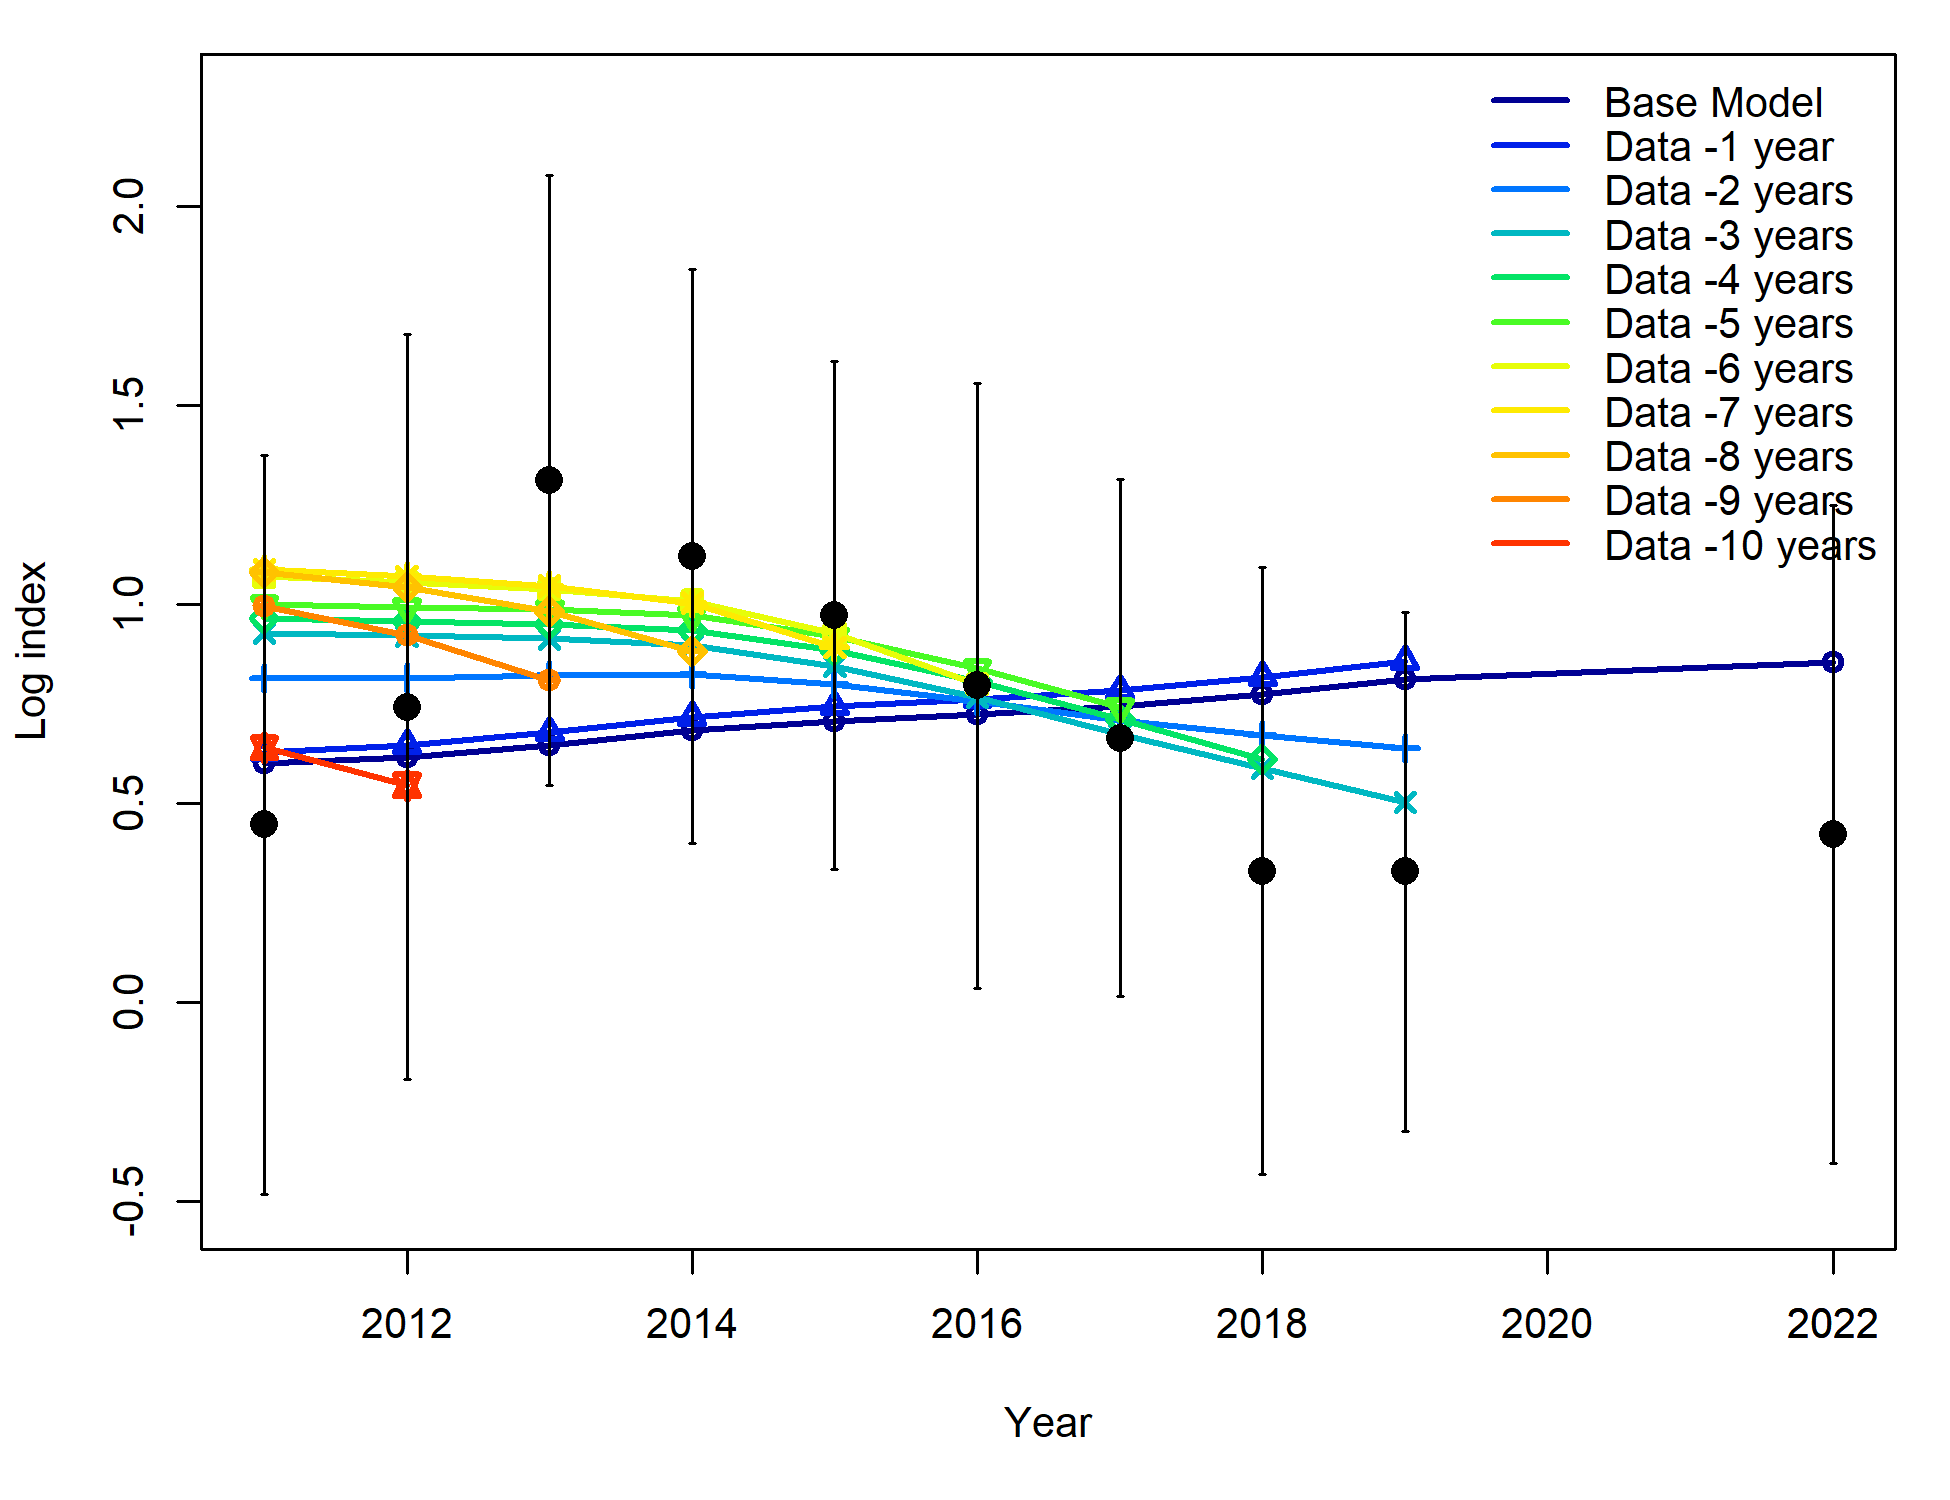 Base Model
Data -1 year
Data -2 years
Data -3 years
Data -4 years
Data -5 years
Data -6 years
Data -7 years
Data -8 years
Data -9 years
Data -10 years
Log index
2.0
1.5
1.0
0.5
0.0
-0.5
2012 2014 2016 2018 2020 2022
Year